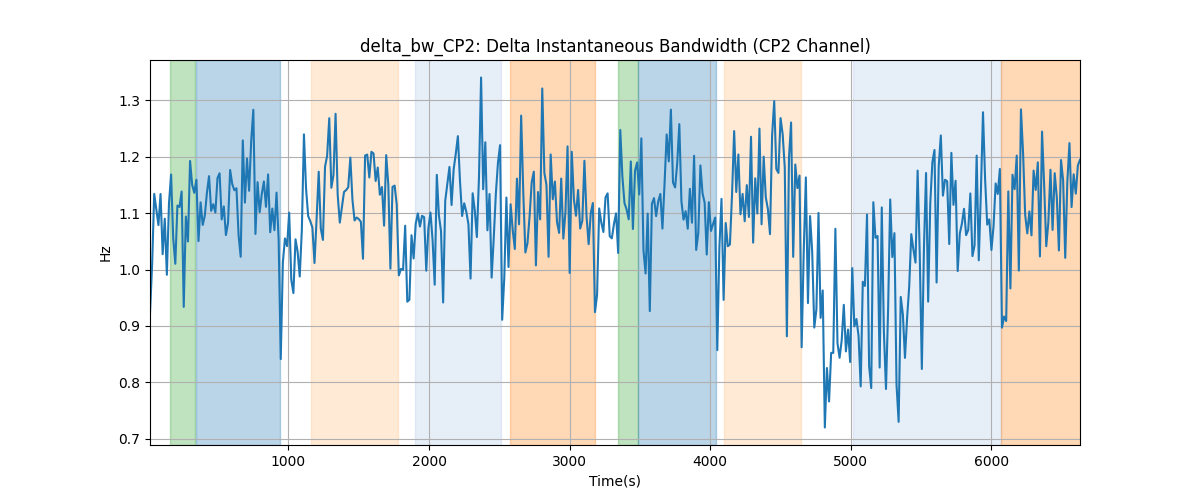 delta_bw_CP2: Delta Instantaneous Bandwidth (CP2 Channel)
1.3
1.2
1.1
1.0
0.9
0.8
0.7
Hz
1000 2000 3000 4000 5000 6000
Time(s)